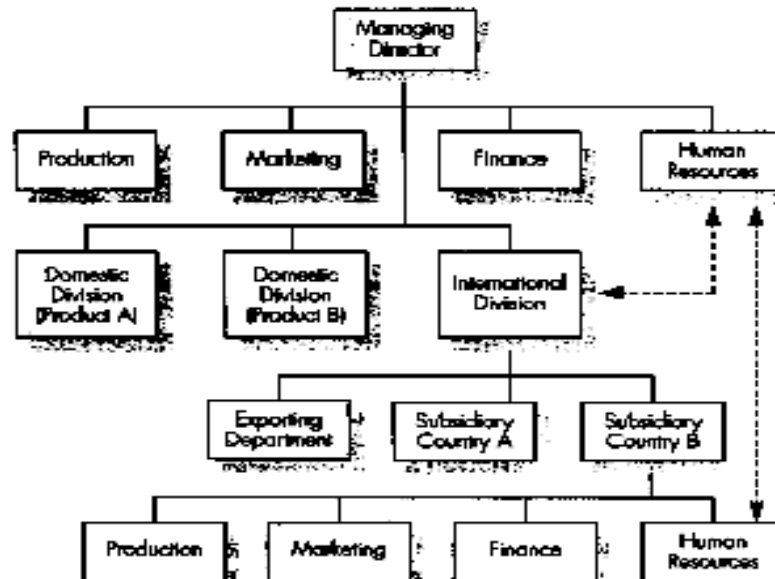 Managing
Director
Production
Marketing
Finance
Human
Resources
Domestic
Division
(Product A)
Domestic
Division
(Product B)
International
Division
Exporting
Department
Subsidiary
Country A
Subsidiary
Country B
Production
Marketing
Finance
Human
Resources